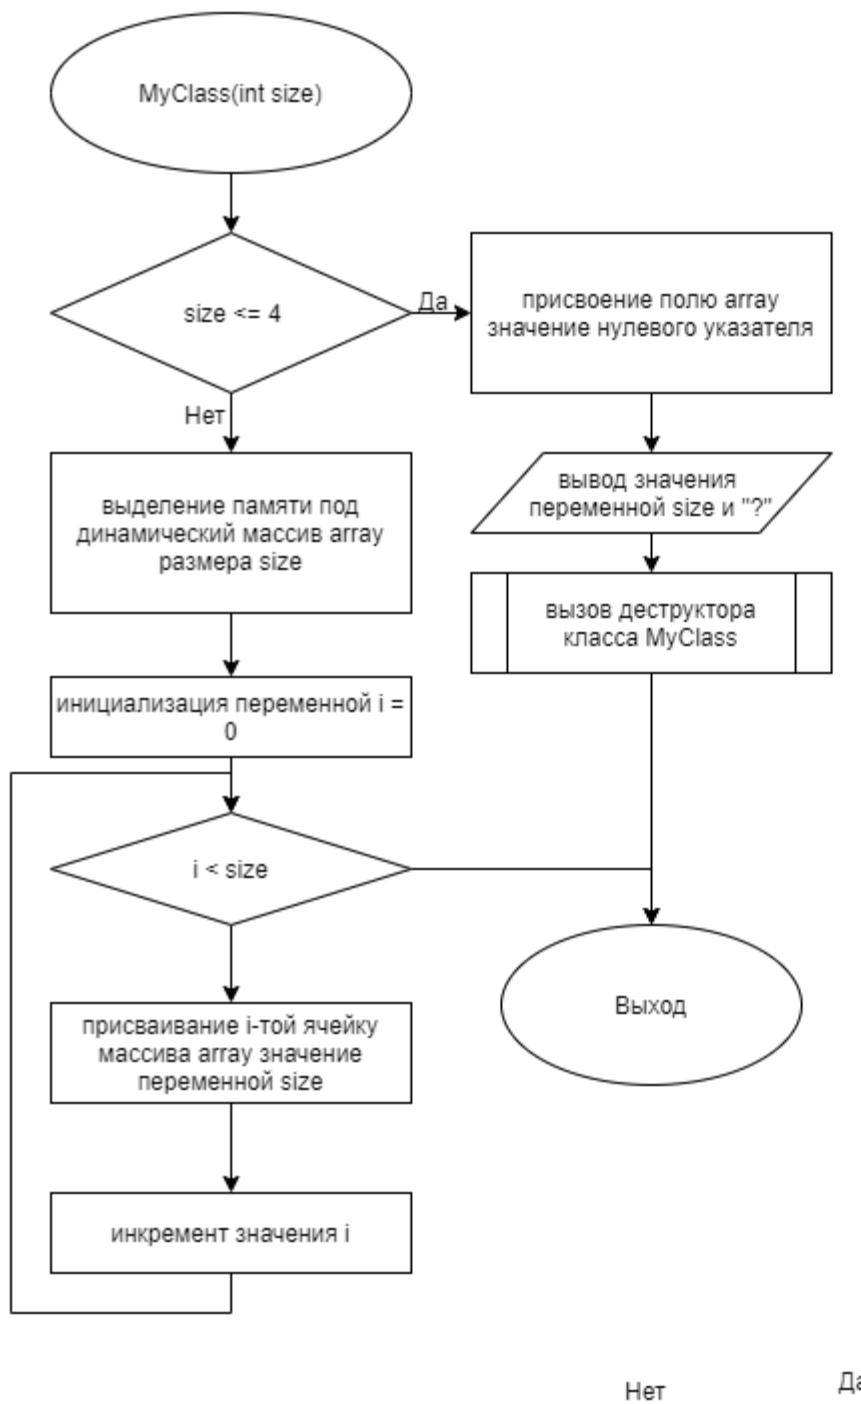 MyClass(int size)
size <= 4
Да
присвоение полю array
значение нулевого указателя
Нет
вывод значения
переменной size и "?"
выделение памяти под
динамический массив array
размера size
вызов деструктора
класса MyClass
инициализация переменной i =
0
i < size
Выход
присваивание i-той ячейку
массива array значение
переменной size
инкремент значения i
Нет
Да